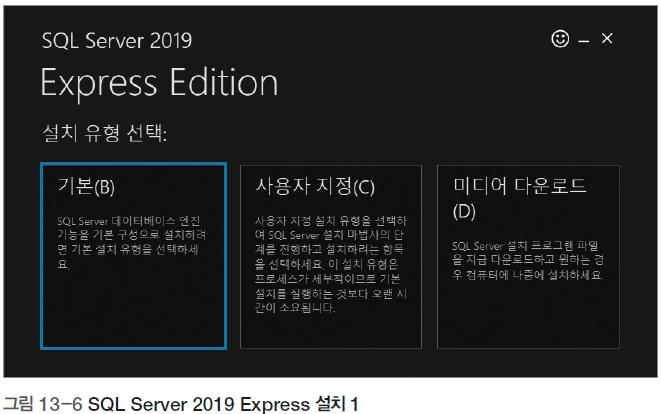 SQL Server 2019
Express Edition
설치 유형 선택:
기본(B)
SQL Server 데이터베이스 엔진
기능을 기본 구성으로 설치하려
면 기본 설치 유형을 선택하세
요.
사용자 지정(C)
사용자 지정 설치 유형을 선택하
여 SQL Server 설치 마법사의 단
계를 진행하고 설치하려는 항목
을 선택하세요. 이 설치 유형은
프로세스가 세부적이므로 기본
설치를 실행하는 것보다 오랜 시
간이 소요됩니다.
미디어 다운로드
(D)
SQL Server 설치 프로그램 파일
을 지금 다운로드하고 원하는 경
우 컴퓨터에 나중에 설치하세요.
그림 13-6 SQL Server 2019 Express 설치 1